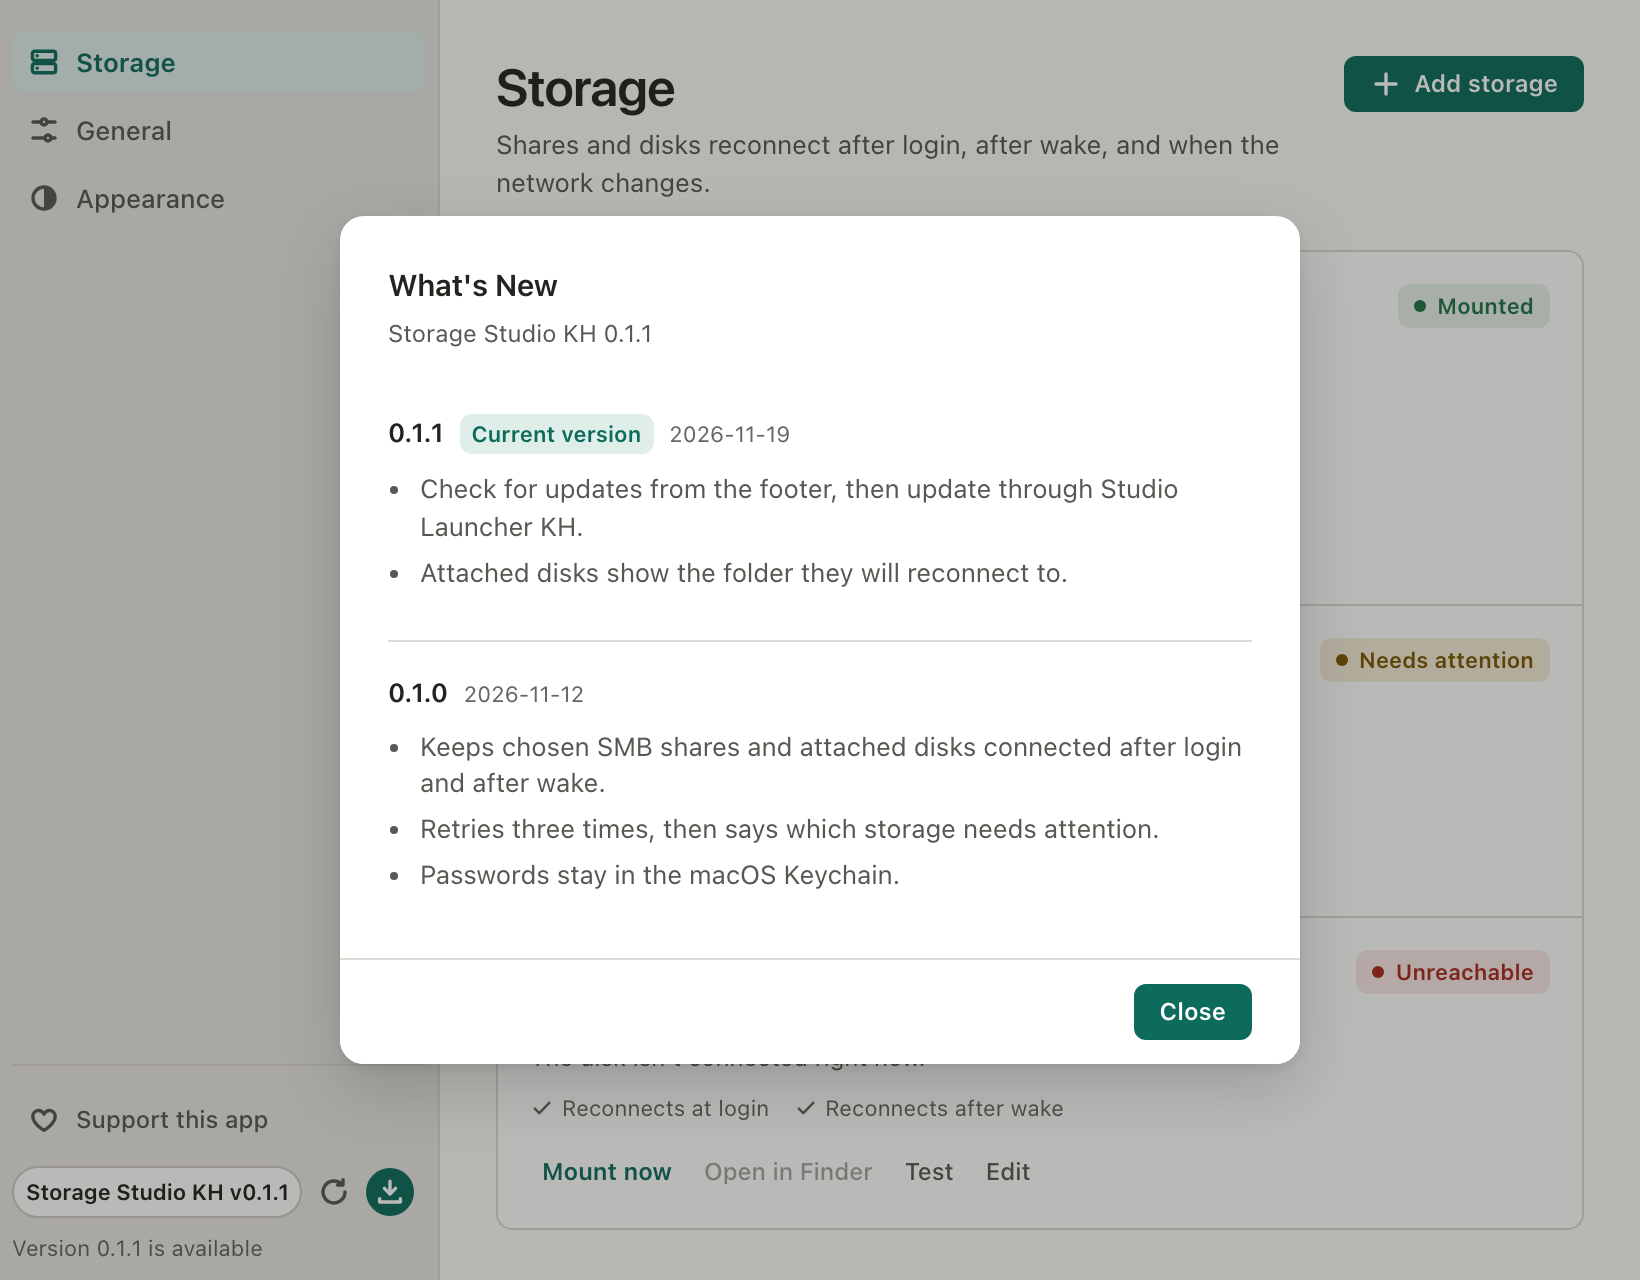 Storage
General
Appearance
Storage
Add storage
Shares and disks reconnect after login, after wake, and when the
network changes.
Mounted
Needs attention
Unreachable
What's New
Storage Studio KH 0.1.1
0.1.1 Current version 2026-11-19
• Check for updates from the footer, then update through Studio
Launcher KH.
• Attached disks show the folder they will reconnect to.
0.1.0 2026-11-12
• Keeps chosen SMB shares and attached disks connected after login
and after wake.
• Retries three times, then says which storage needs attention.
• Passwords stay in the macOS Keychain.
Close
Reconnects at login Reconnects after wake
Mount now Open in Finder Test Edit
Support this app
Storage Studio KH v0.1.1
Version 0.1.1 is available